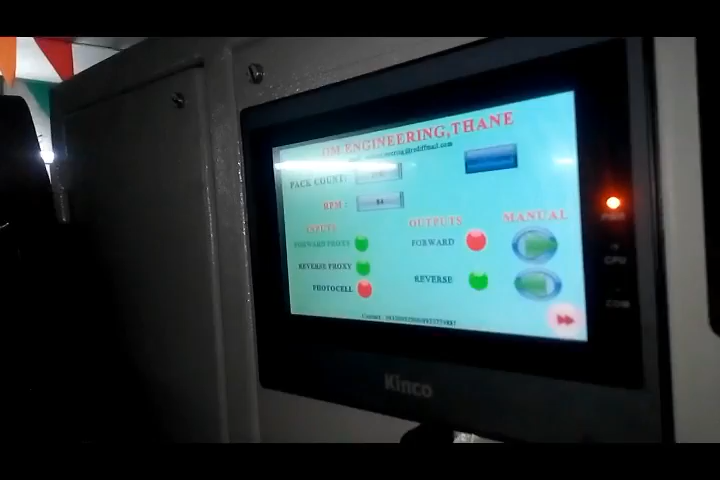 OM ENGINEERING,THANE
PACK COUNT:
RPM :
INPUTS
OUTPUTS
MANUAL
FORWARD PROXY
FORWARD
REVERSE PROXY
REVERSE
PHOTOCELL
Contact :
CPU
COM
Kinco